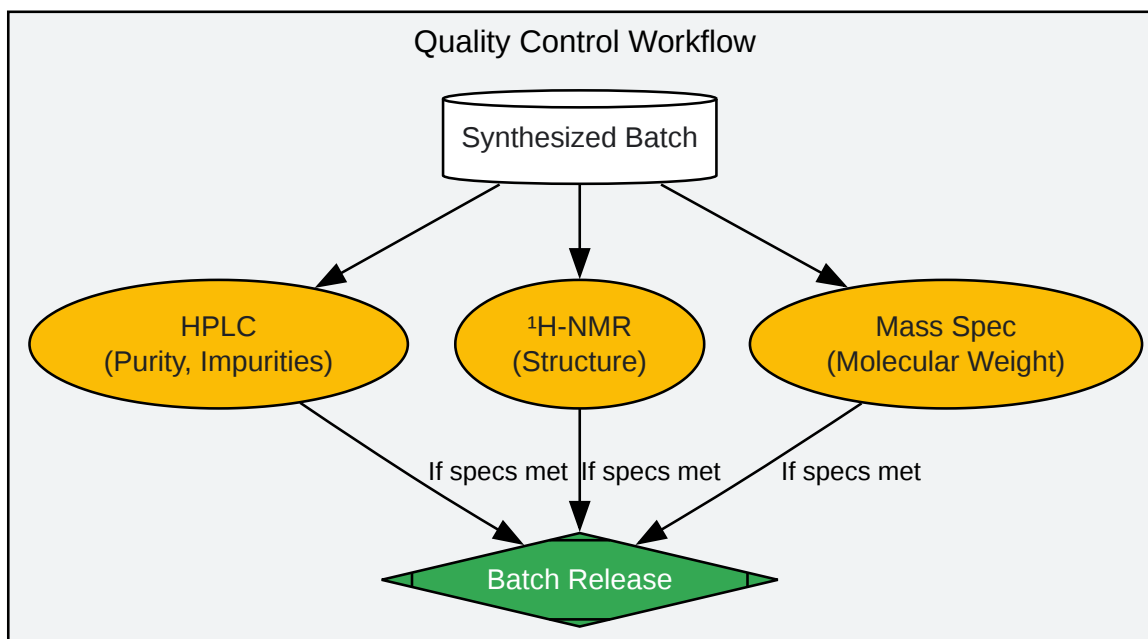 Quality Control Workflow
Synthesized Batch
HPLC
(Purity, Impurities)
¹H-NMR
(Structure)
Mass Spec
(Molecular Weight)
If specs met
If specs met
If specs met
Batch Release